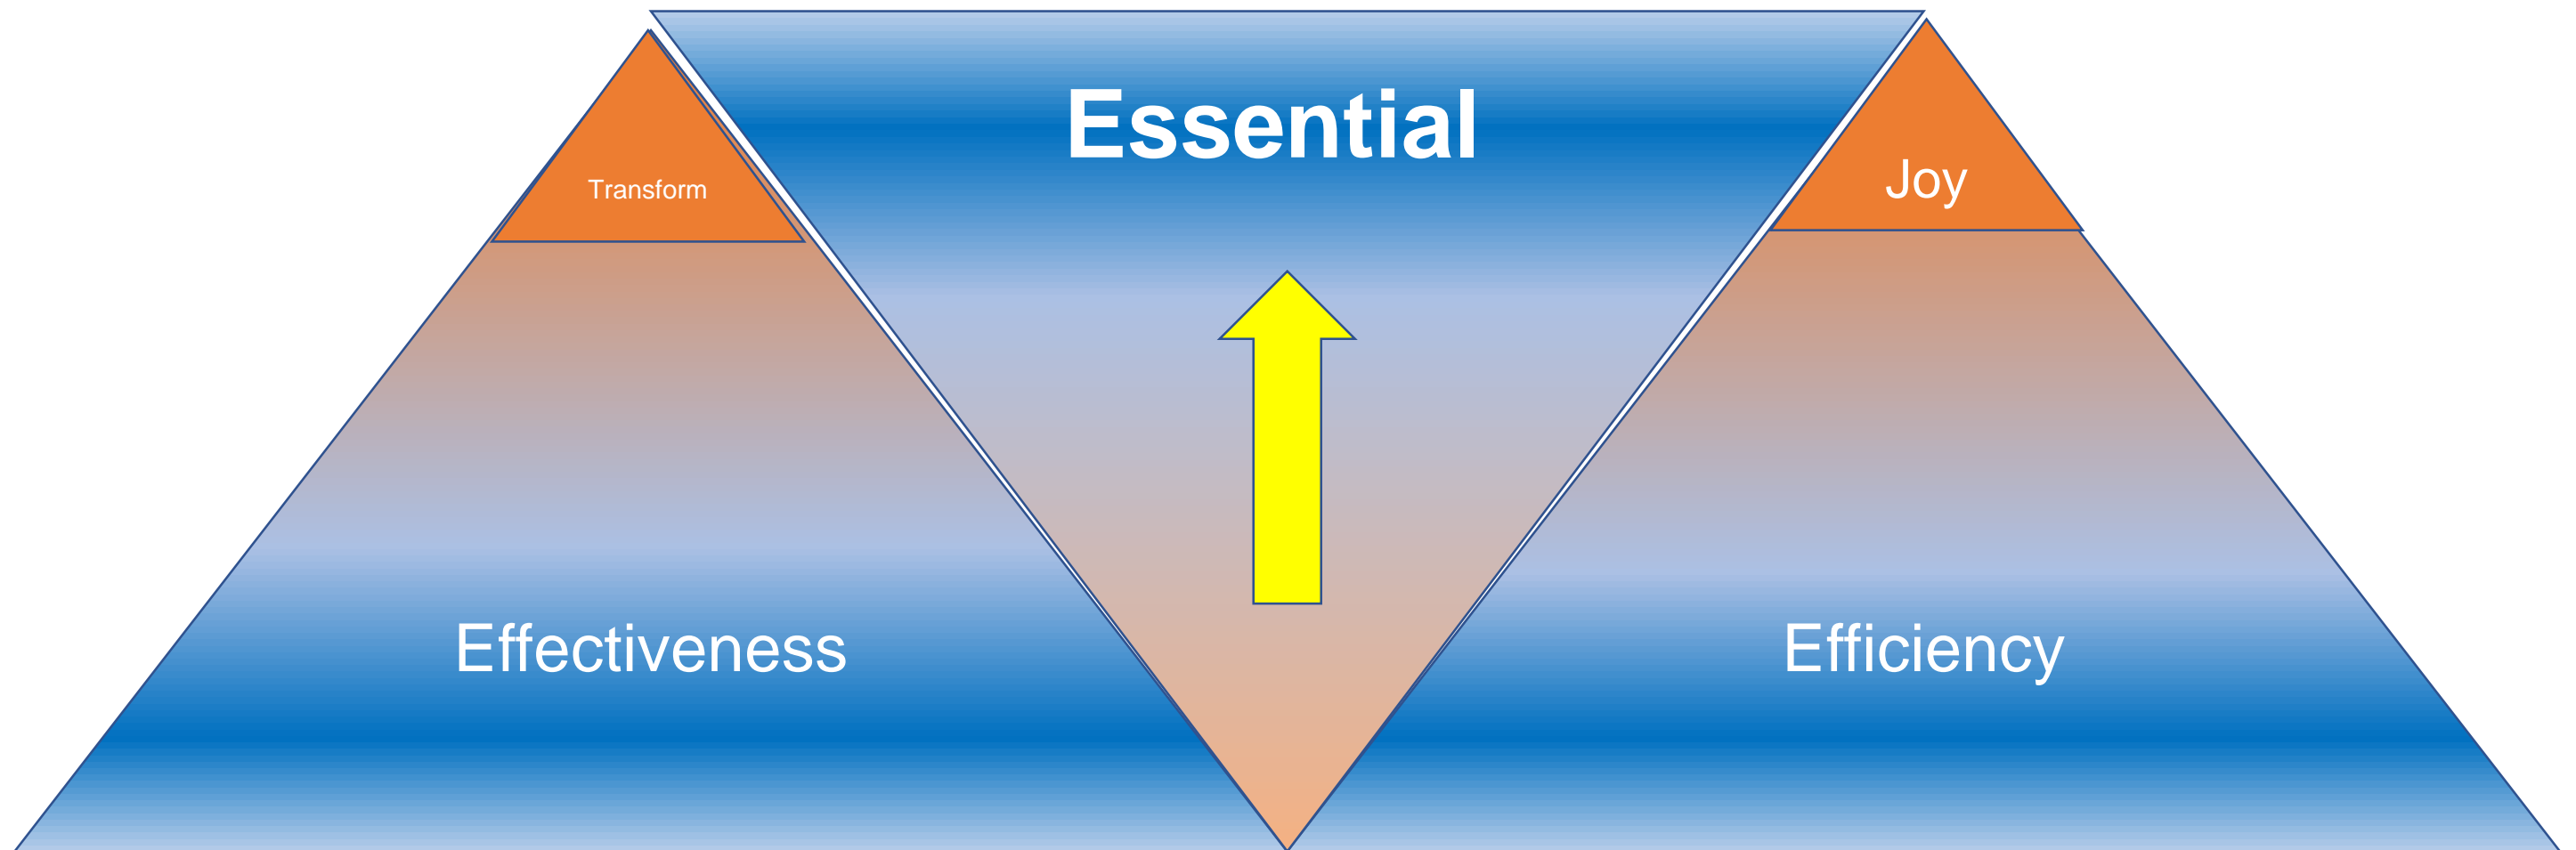 Essential
Transform
Joy
Effectiveness
Efficiency